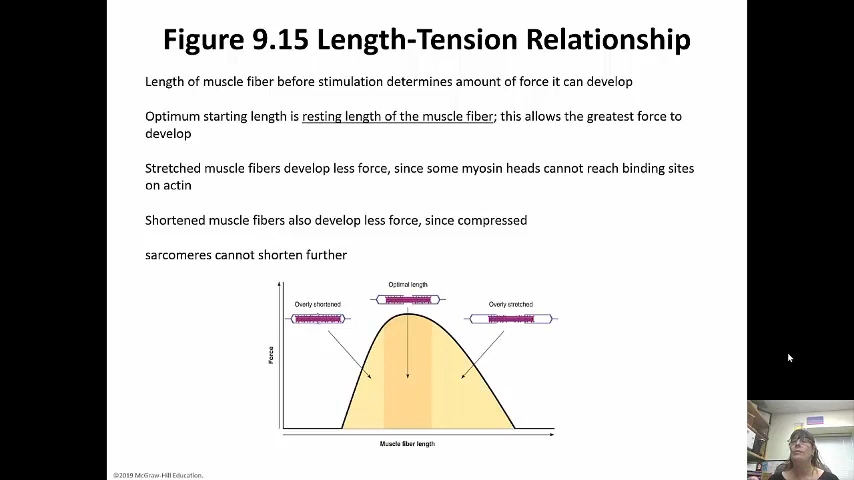 Figure 9.15 Length-Tension Relationship
Length of muscle fiber before stimulation determines amount of force it can develop
Optimum starting length is resting length of the muscle fiber; this allows the greatest force to
develop
Stretched muscle fibers develop less force, since some myosin heads cannot reach binding sites
on actin
Shortened muscle fibers also develop less force, since compressed
sarcomeres cannot shorten further
Optimal length
Overly shortened
Overly stretched
Force
Muscle fiber length
©2019 McGraw-Hill Education.